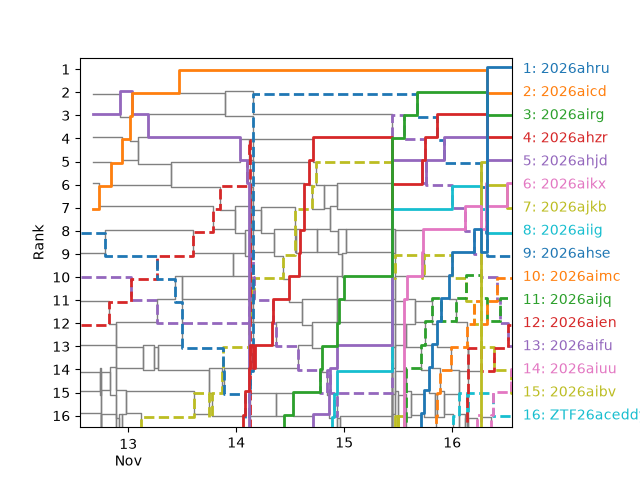 1
2
3
4
5
6
7
8
9
10
11
12
13
14
15
16
Rank
13
14
15
16
Nov
1: 2026ahru
2: 2026aicd
3: 2026airg
4: 2026ahzr
5: 2026ahjd
6: 2026aikx
7: 2026ajkb
8: 2026aiig
9: 2026ahse
10: 2026aimc
11: 2026aijq
12: 2026aien
13: 2026aifu
14: 2026aiuu
15: 2026aibv
16: ZTF26acedd